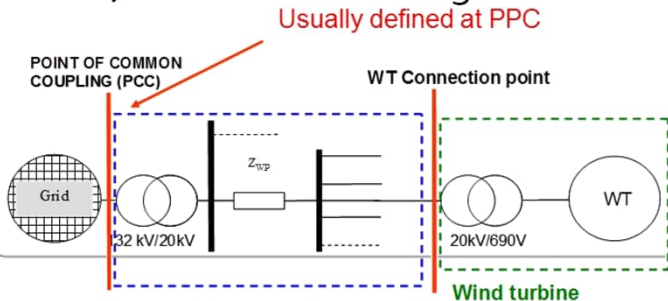 Usually defined at PPC
POINT OF COMMON
COUPLING (PCC)
WT Connection point
Z_WP
Grid
WT
132 kV/20kV
20kV/690V
Wind turbine